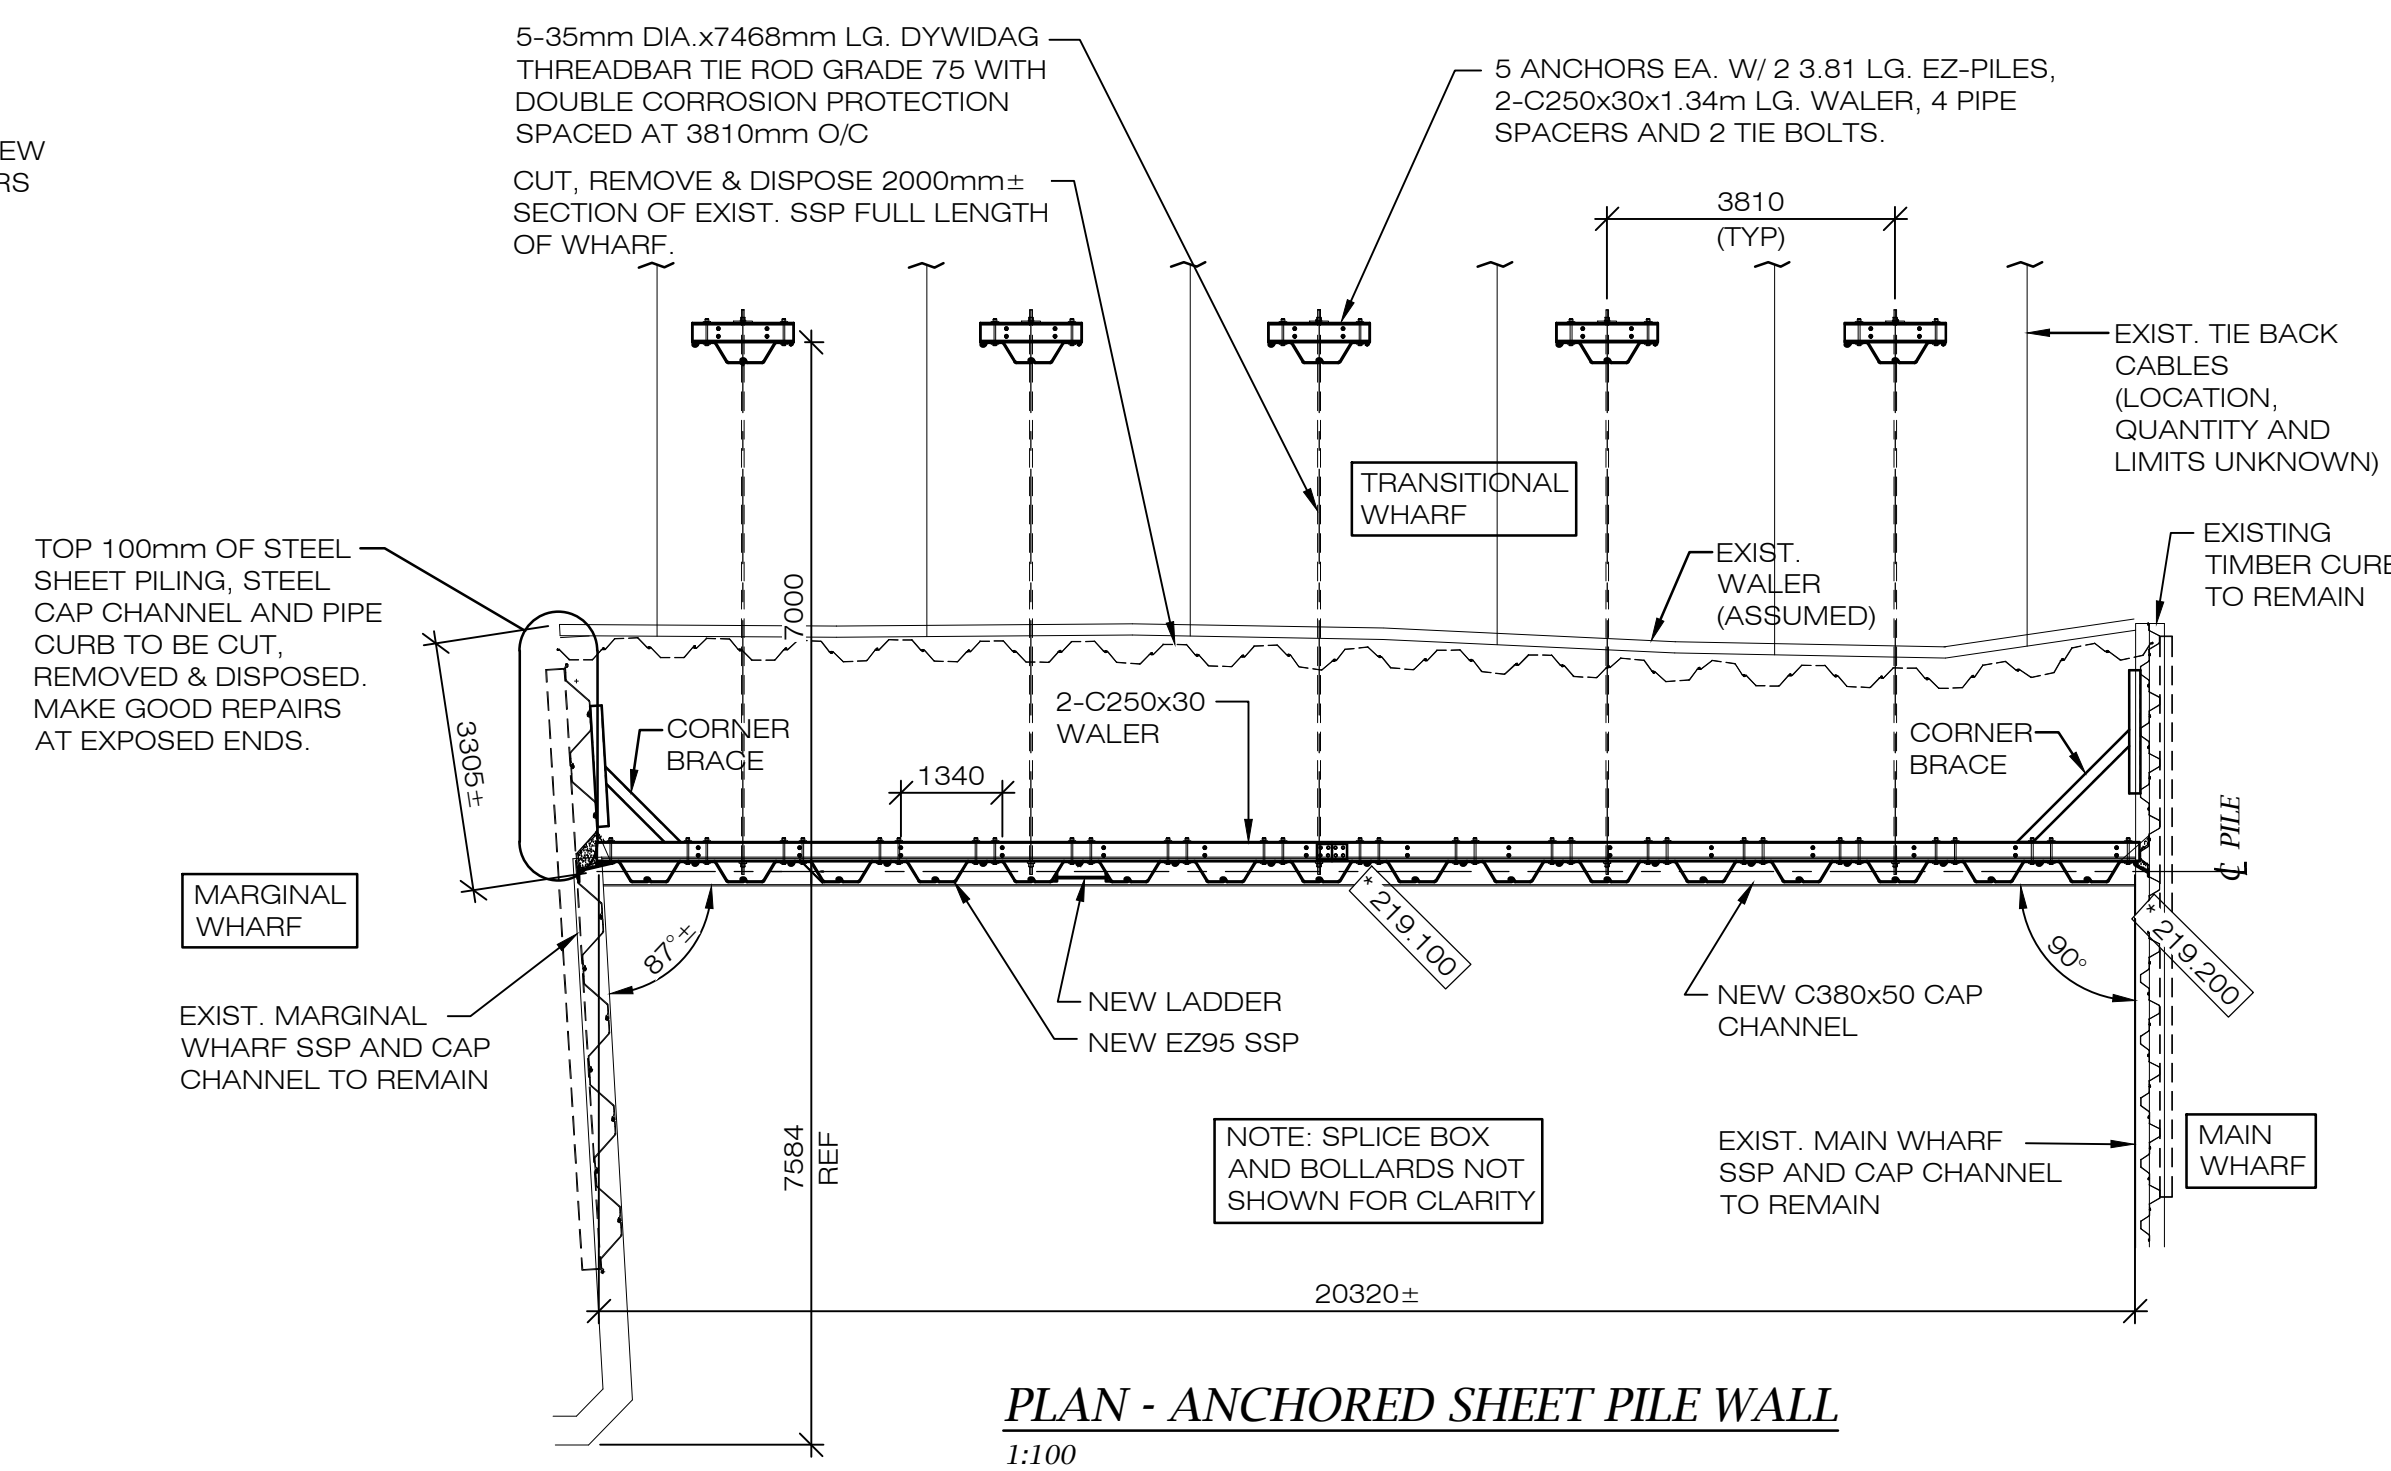 5-35mm DIA.x7468mm LG. DYWIDAG
THREADBAR TIE ROD GRADE 75 WITH
DOUBLE CORROSION PROTECTION
SPACED AT 3810mm O/C
5 ANCHORS EA. W/ 2 3.81 LG. EZ-PILES,
2-C250x30x1.34m LG. WALER, 4 PIPE
SPACERS AND 2 TIE BOLTS.
EW
RS
CUT, REMOVE & DISPOSE 2000mm±
SECTION OF EXIST. SSP FULL LENGTH
OF WHARF.
3810
(TYP)
EXIST. TIE BACK
CABLES
(LOCATION,
QUANTITY AND
LIMITS UNKNOWN)
TRANSITIONAL
WHARF
EXISTING
TIMBER CURB
TO REMAIN
TOP 100mm OF STEEL
SHEET PILING, STEEL
CAP CHANNEL AND PIPE
CURB TO BE CUT,
REMOVED & DISPOSED.
MAKE GOOD REPAIRS
AT EXPOSED ENDS.
7000
EXIST.
WALER
(ASSUMED)
3305±
CORNER
BRACE
2-C250x30
WALER
CORNER
BRACE
1340
℄ PILE
MARGINAL
WHARF
87°±
* 219.100
90°
* 219.200
EXIST. MARGINAL
WHARF SSP AND CAP
CHANNEL TO REMAIN
NEW LADDER
NEW EZ95 SSP
NEW C380x50 CAP
CHANNEL
7584
REF
NOTE: SPLICE BOX
AND BOLLARDS NOT
SHOWN FOR CLARITY
EXIST. MAIN WHARF
SSP AND CAP CHANNEL
TO REMAIN
MAIN
WHARF
20320±
PLAN - ANCHORED SHEET PILE WALL
1:100